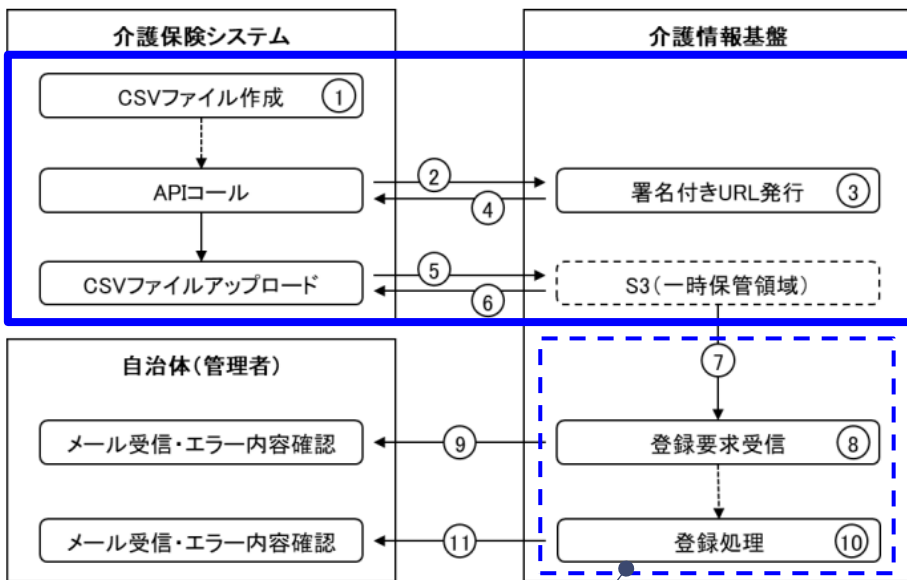 介護保険システム
介護情報基盤
CSVファイル作成 ①
APIコール
②
④
署名付きURL発行 ③
CSVファイルアップロード
⑤
⑥
S3(一時保管領域)
⑦
自治体(管理者)
メール受信・エラー内容確認
⑨
登録要求受信 ⑧
メール受信・エラー内容確認
⑪
登録処理 ⑩